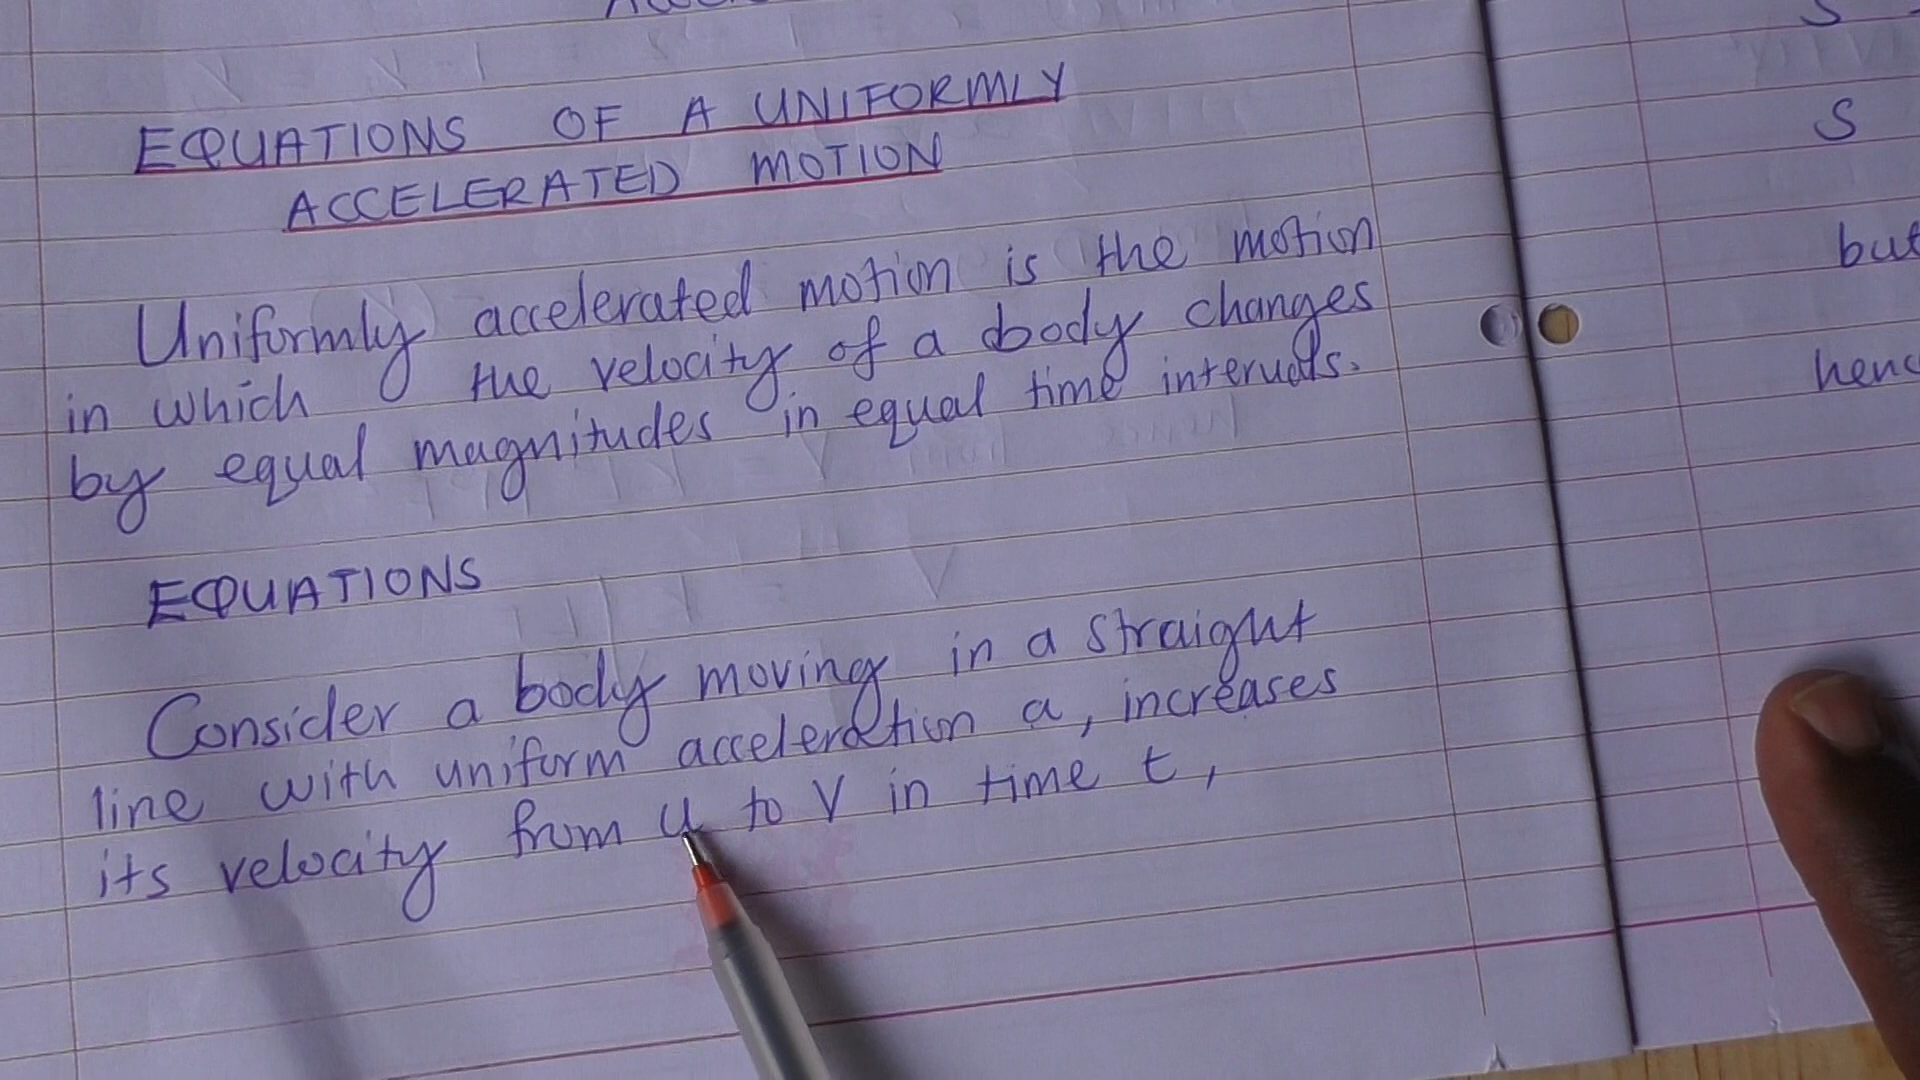 EQUATIONS OF A UNIFORMLY
ACCELERATED MOTION
Uniformly accelerated motion is the motion
in which the velocity of a body changes
by equal magnitudes in equal time intervals.
EQUATIONS
Consider a body moving in a straight
line with uniform acceleration a, increases
its velocity from u to V in time t,
S
S
but